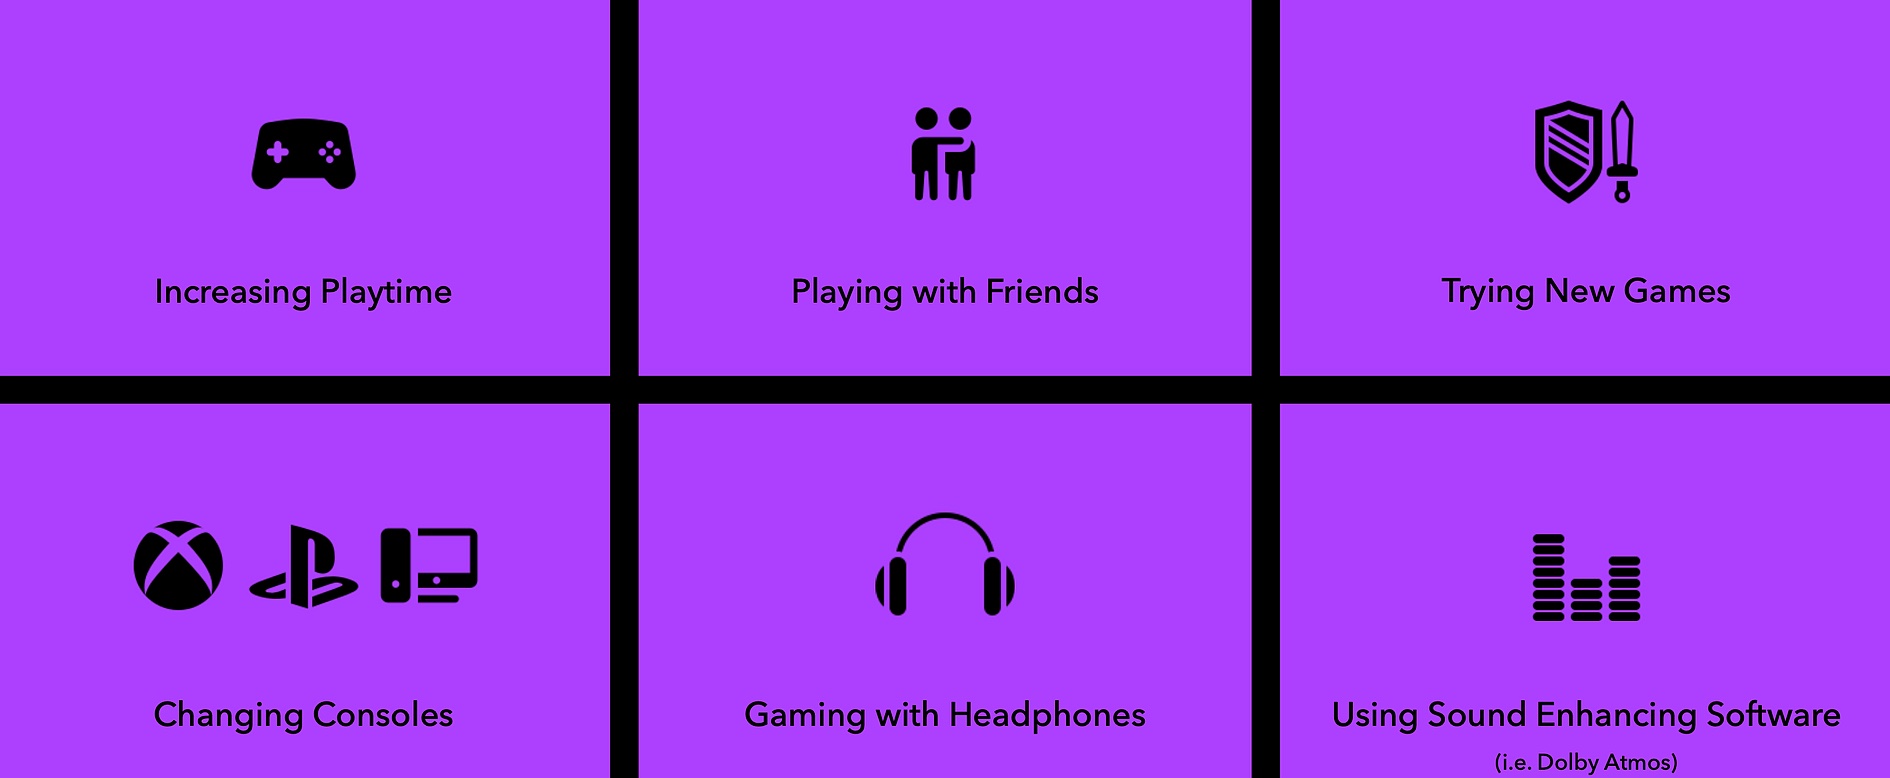 Increasing Playtime
Playing with Friends
Trying New Games
Changing Consoles
Gaming with Headphones
Using Sound Enhancing Software
(i.e. Dolby Atmos)